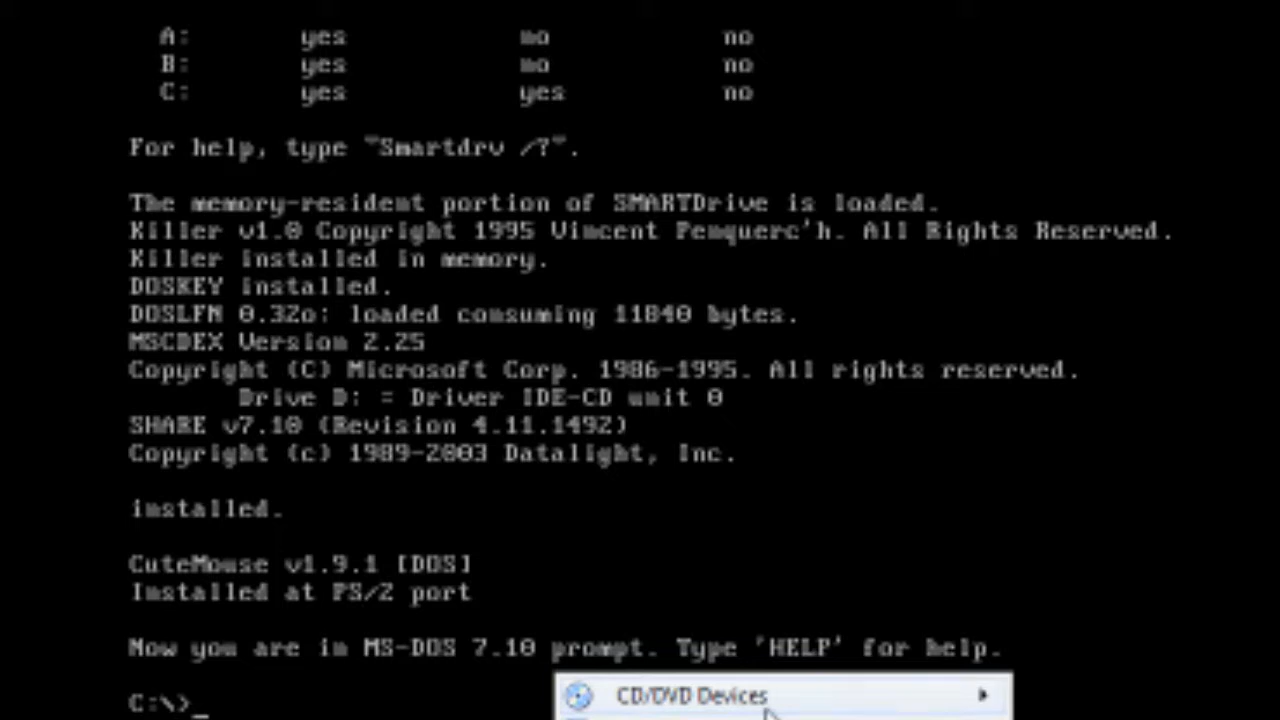 A: yes no no
B: yes no no
C: yes yes no
For help, type "Smartdrv /?".
The memory-resident portion of SMARTDrive is loaded.
Killer v1.0 Copyright 1995 Vincent Penquerc'h. All Rights Reserved.
Killer installed in memory.
DOSKEY installed.
DOSLFN 0.32o: loaded consuming 11840 bytes.
MSCDEX Version 2.25
Copyright (C) Microsoft Corp. 1986-1995. All rights reserved.
Drive D: = Driver IDE-CD unit 0
SHARE v7.10 (Revision 4.11.1492)
Copyright (c) 1989-2003 Datalight, Inc.
installed.
CuteMouse v1.9.1 [DOS]
Installed at PS/2 port
Now you are in MS-DOS 7.10 prompt. Type 'HELP' for help.
C:\>_
CD/DVD Devices